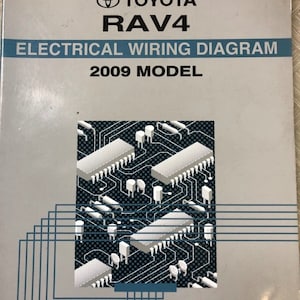 TOYOTA
RAV4
ELECTRICAL WIRING DIAGRAM
2009 MODEL